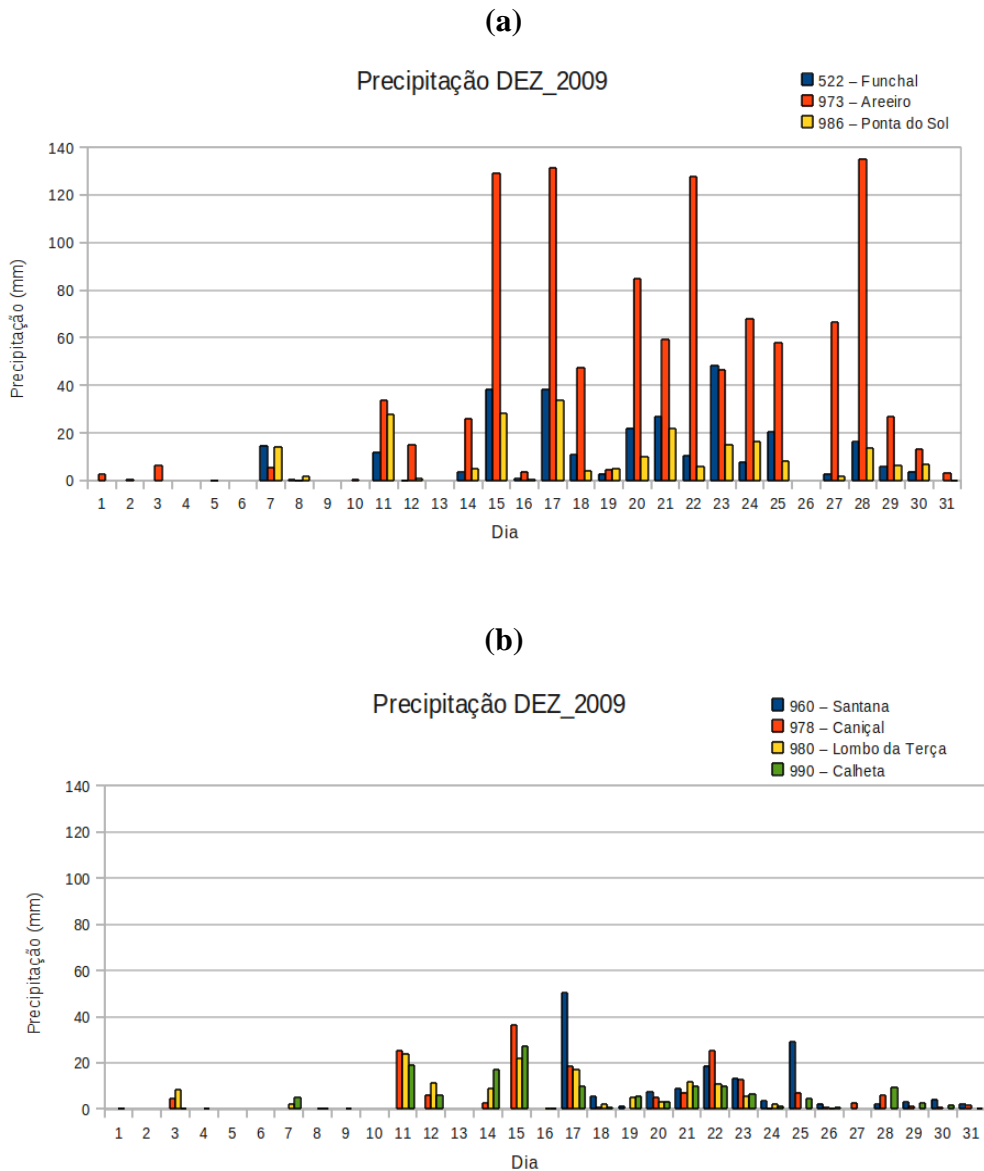 (a)
Precipitação DEZ_2009
522 – Funchal
973 – Areeiro
986 – Ponta do Sol
Precipitação (mm)
140
120
100
80
60
40
20
0
1 2 3 4 5 6 7 8 9 10 11 12 13 14 15 16 17 18 19 20 21 22 23 24 25 26 27 28 29 30 31
Dia
(b)
Precipitação DEZ_2009
960 – Santana
978 – Caniçal
980 – Lombo da Terça
990 – Calheta
Precipitação (mm)
140
120
100
80
60
40
20
0
1 2 3 4 5 6 7 8 9 10 11 12 13 14 15 16 17 18 19 20 21 22 23 24 25 26 27 28 29 30 31
Dia